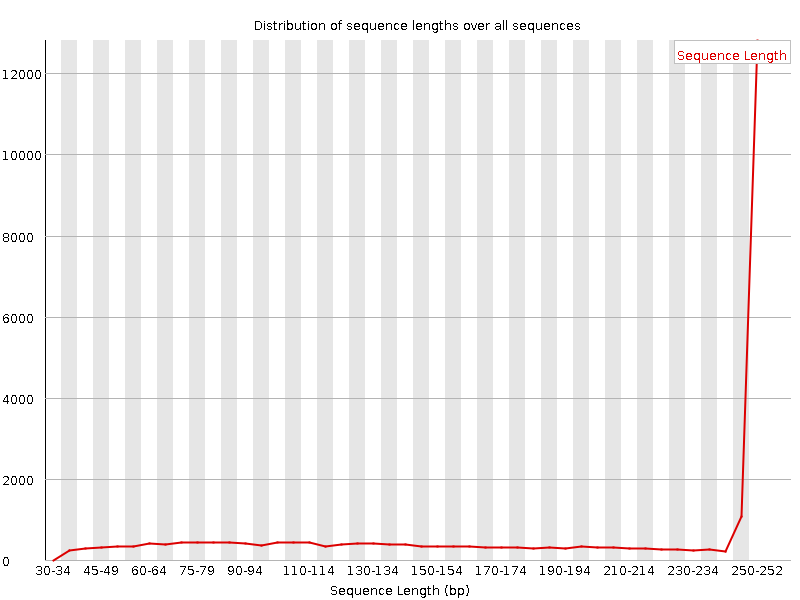 Distribution of sequence lengths over all sequences
Sequence Length
12000
10000
8000
6000
4000
2000
0
30-34 45-49 60-64 75-79 90-94 110-114 130-134 150-154 170-174 190-194 210-214 230-234 250-252
Sequence Length (bp)